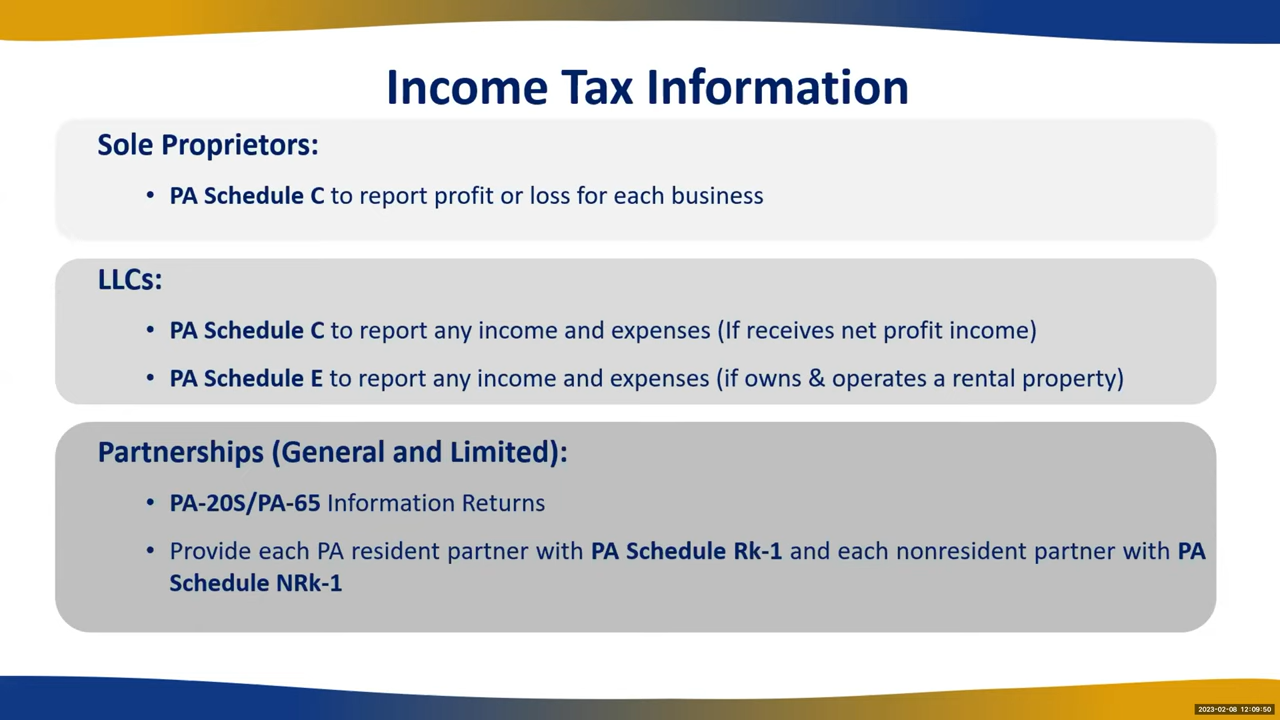 Income Tax Information
Sole Proprietors:
• PA Schedule C to report profit or loss for each business
LLCs:
• PA Schedule C to report any income and expenses (If receives net profit income)
• PA Schedule E to report any income and expenses (if owns & operates a rental property)
Partnerships (General and Limited):
• PA-20S/PA-65 Information Returns
• Provide each PA resident partner with PA Schedule Rk-1 and each nonresident partner with PA
Schedule NRk-1
2023-02-08 12:09:50